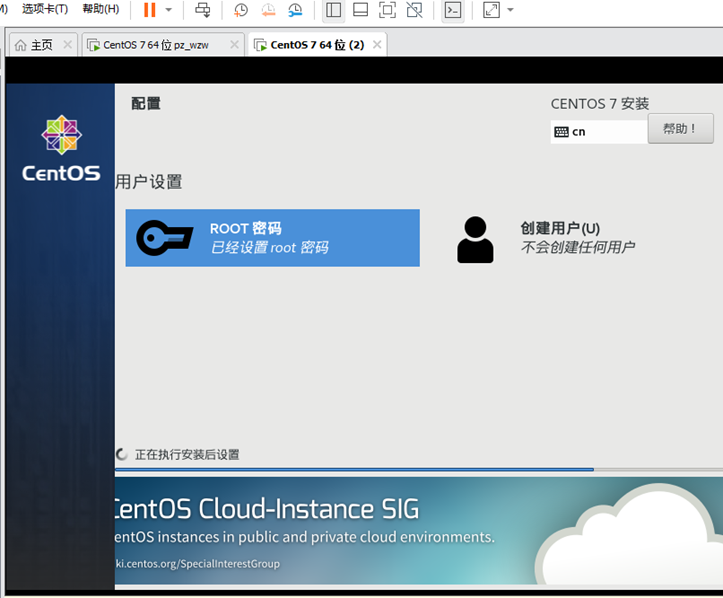 选项卡(T) 帮助(H)
主页 CentOS 7 64 位 pz_wzw CentOS 7 64 位 (2)
配置
CENTOS 7 安装
cn 帮助！
CentOS
用户设置
ROOT 密码
已经设置 root 密码
创建用户(U)
不会创建任何用户
正在执行安装后设置
CentOS Cloud-Instance SIG
entOS instances in public and private cloud environments.
ki.centos.org/SpecialInterestGroup